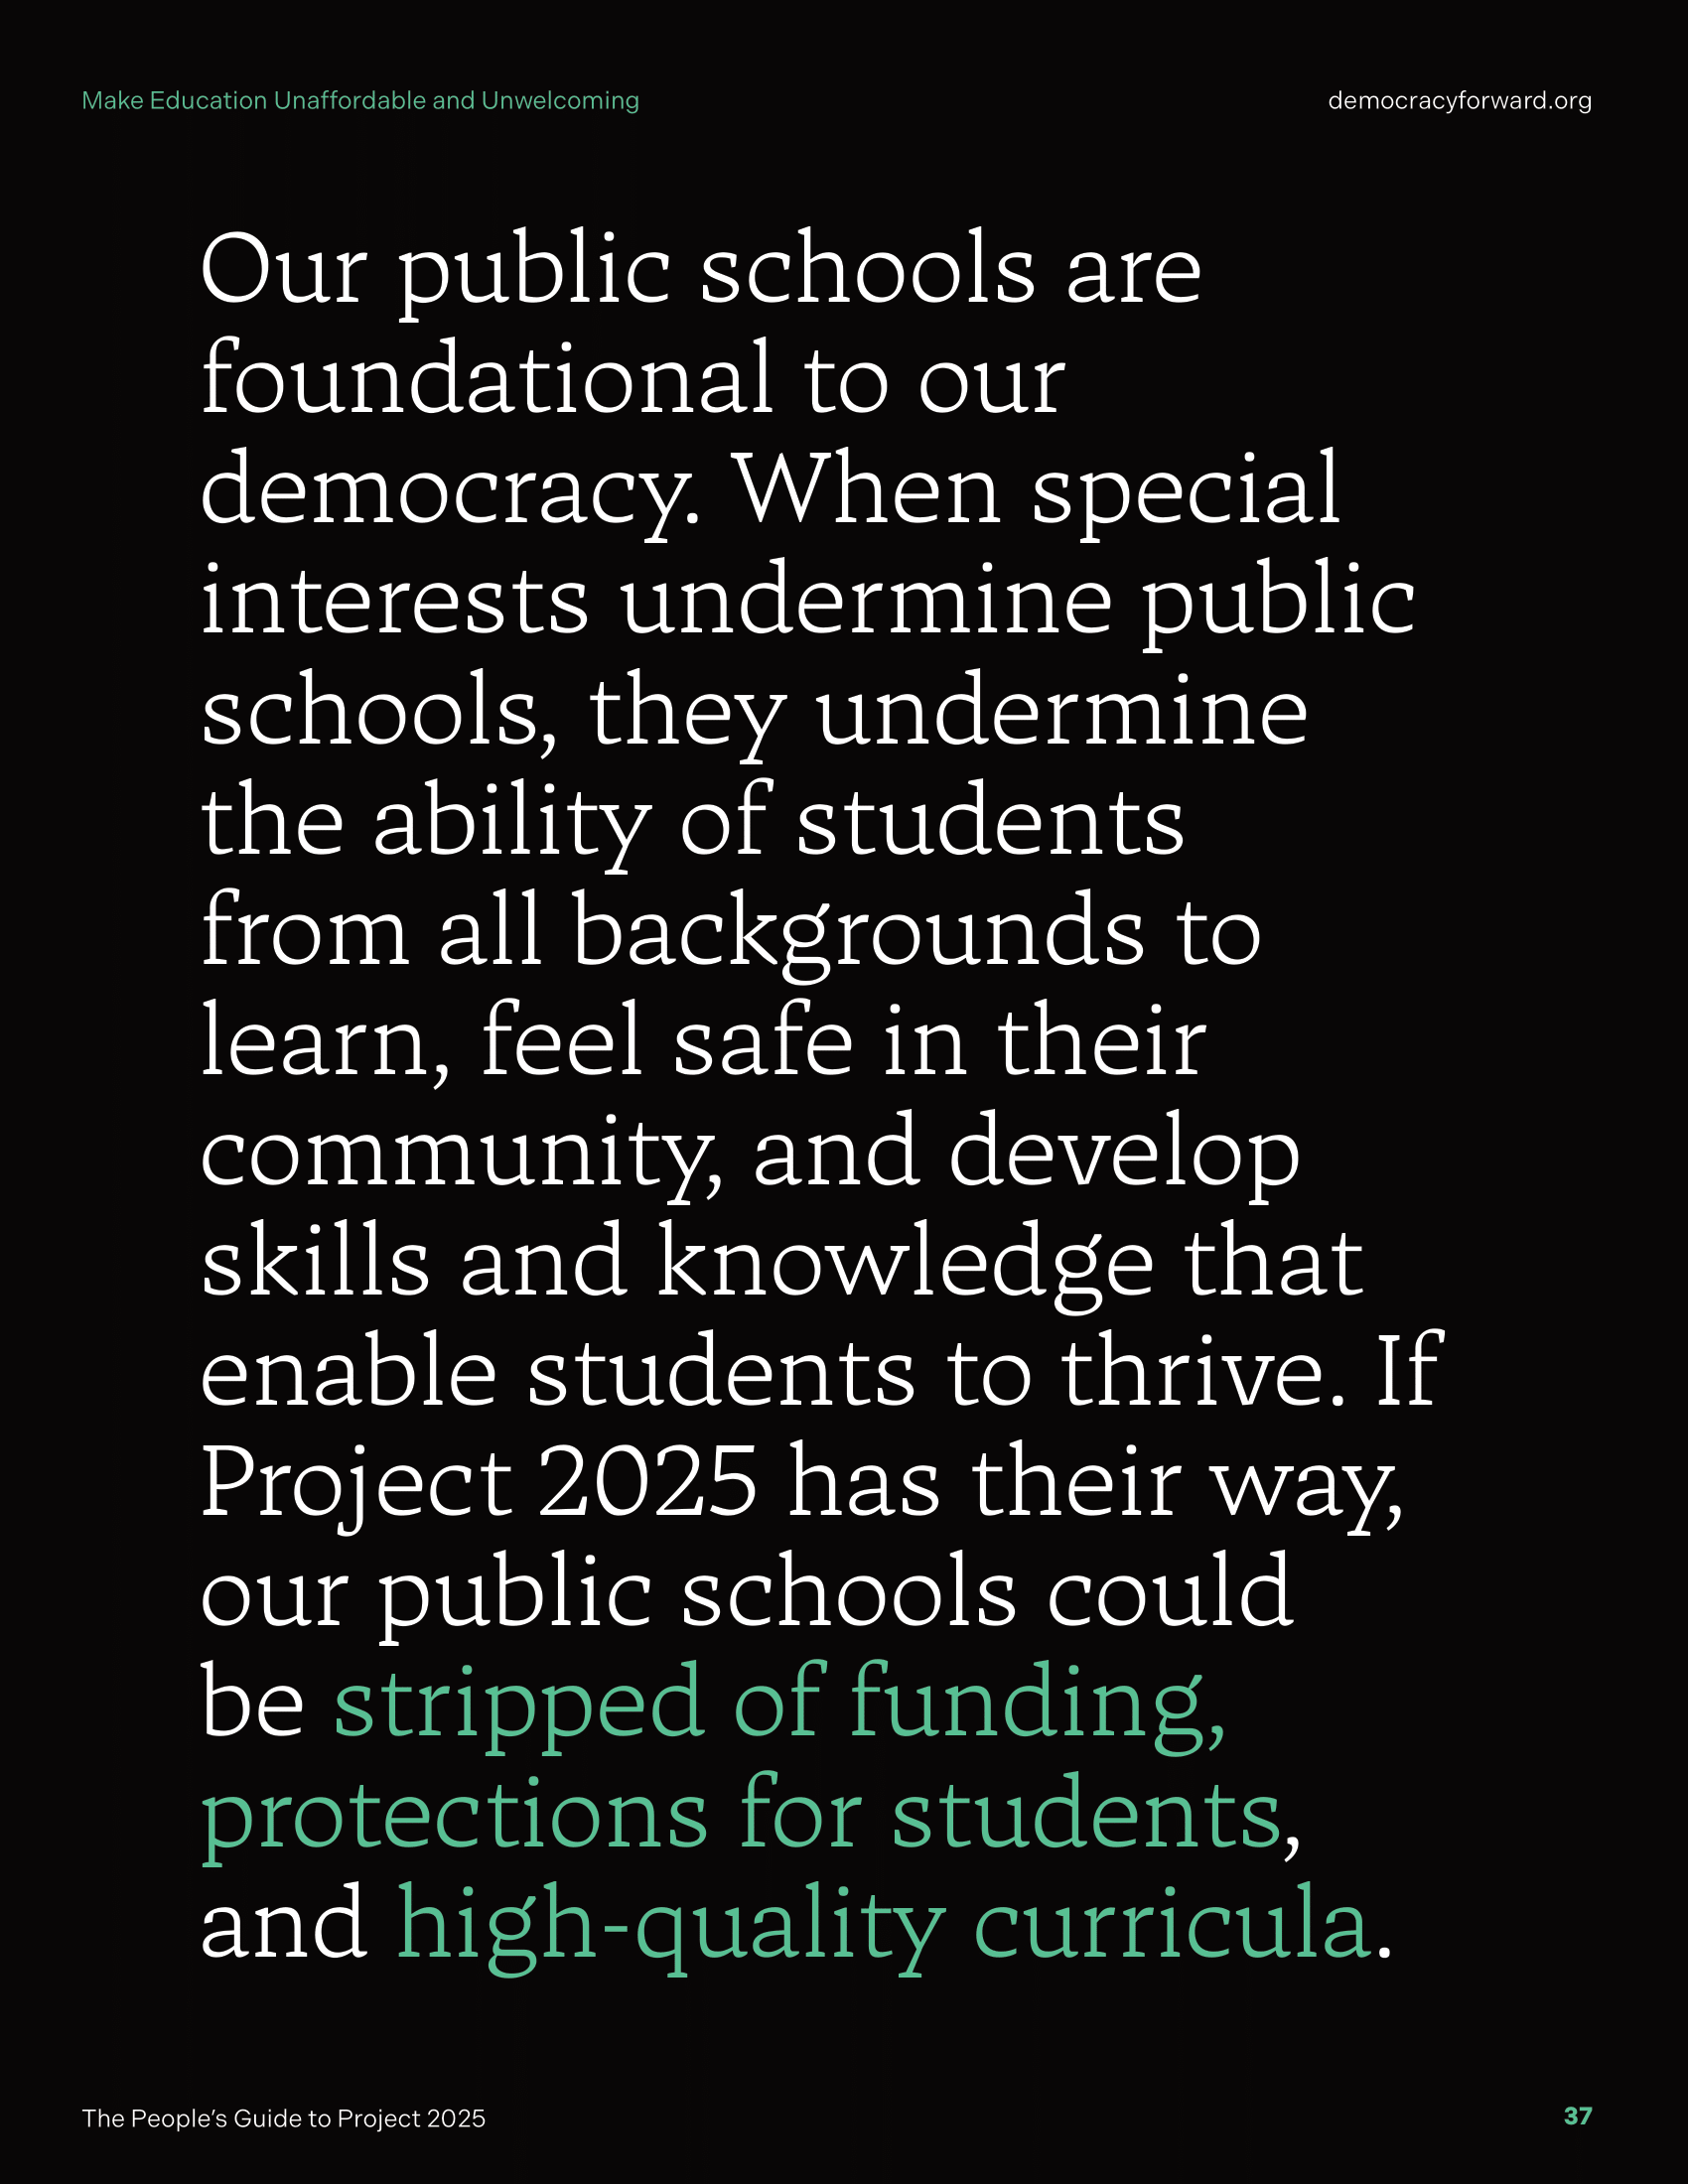 Make Education Unaffordable and Unwelcoming
democracyforward.org
Our public schools are
foundational to our
democracy. When special
interests undermine public
schools, they undermine
the ability of students
from all backgrounds to
learn, feel safe in their
community, and develop
skills and knowledge that
enable students to thrive. If
Project 2025 has their way,
our public schools could
be stripped of funding,
protections for students,
and high-quality curricula.
The People’s Guide to Project 2025
37